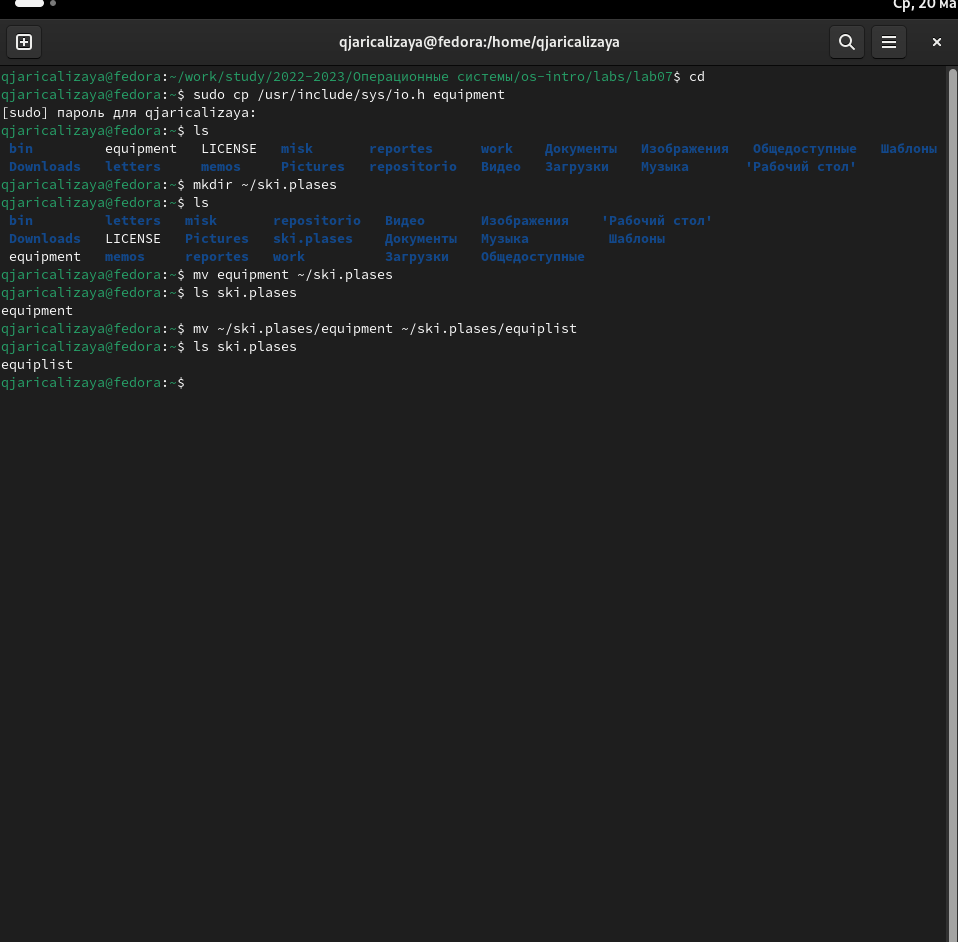 Ср, 20 ма
qjaricalizaya@fedora:/home/qjaricalizaya
qjaricalizaya@fedora:~/work/study/2022-2023/Операционные системы/os-intro/labs/lab07$ cd
qjaricalizaya@fedora:~$ sudo cp /usr/include/sys/io.h equipment
[sudo] пароль для qjaricalizaya:
qjaricalizaya@fedora:~$ ls
bin equipment LICENSE misk reportes work Документы Изображения Общедоступные Шаблоны
Downloads letters memos Pictures repositorio Видео Загрузки Музыка 'Рабочий стол'
qjaricalizaya@fedora:~$ mkdir ~/ski.plases
qjaricalizaya@fedora:~$ ls
bin letters misk repositorio Видео Изображения 'Рабочий стол'
Downloads LICENSE Pictures ski.plases Документы Музыка Шаблоны
equipment memos reportes work Загрузки Общедоступные
qjaricalizaya@fedora:~$ mv equipment ~/ski.plases
qjaricalizaya@fedora:~$ ls ski.plases
equipment
qjaricalizaya@fedora:~$ mv ~/ski.plases/equipment ~/ski.plases/equiplist
qjaricalizaya@fedora:~$ ls ski.plases
equiplist
qjaricalizaya@fedora:~$